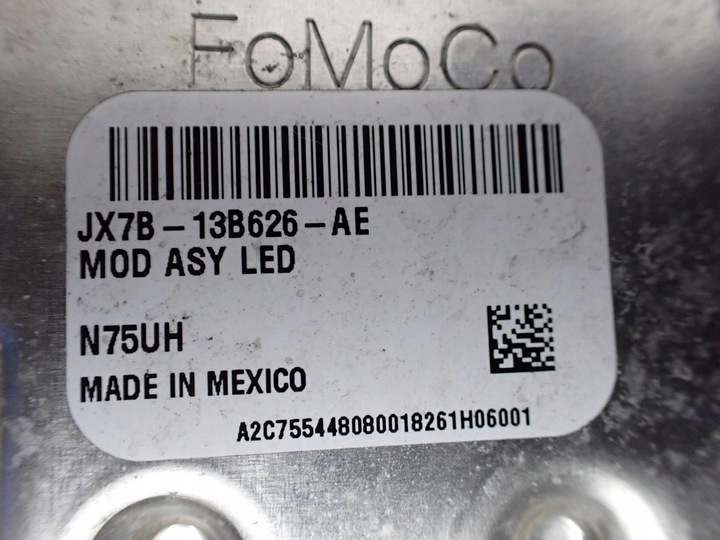 FoMoCo
JX7B-13B626-AE
MOD ASY LED
N75UH
MADE IN MEXICO
A2C755448080018261H06001